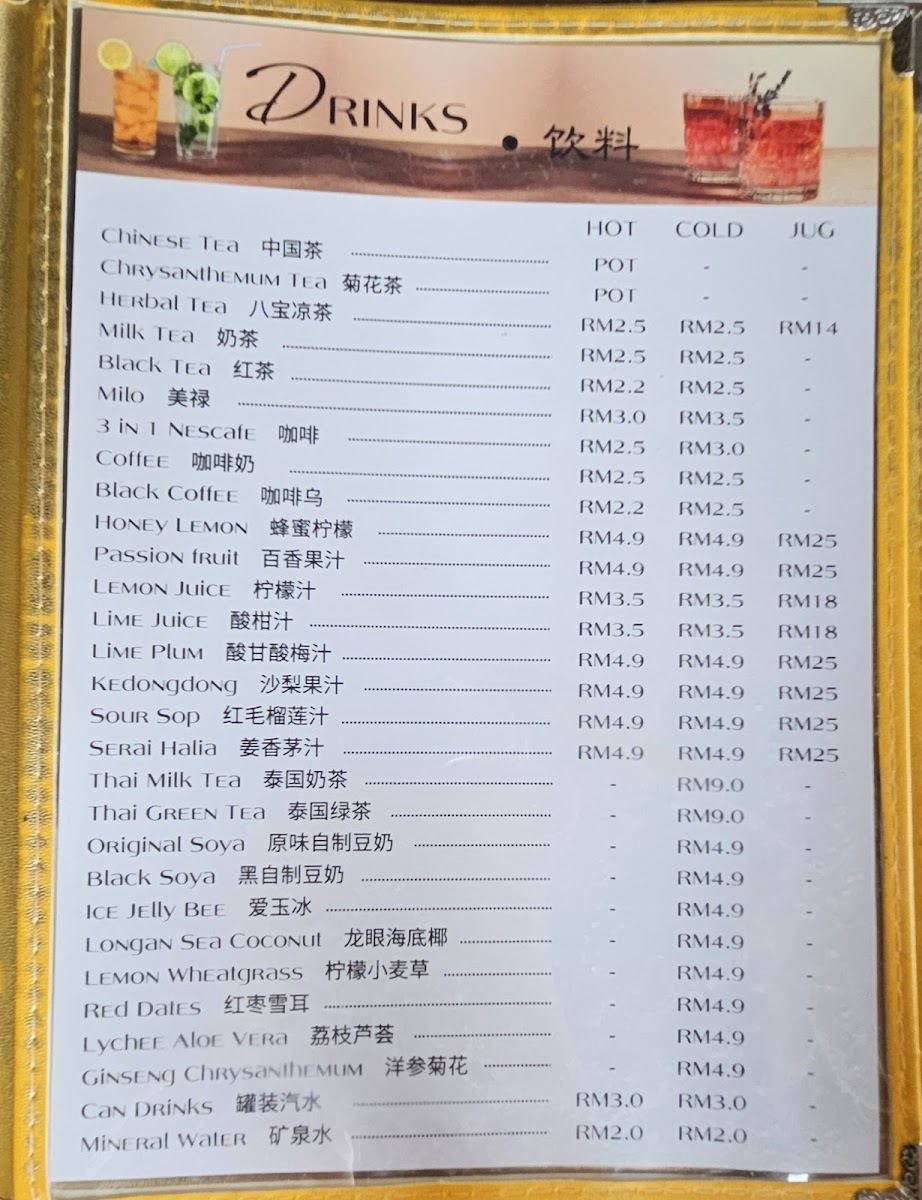 DRINKS • 饮料
HOT COLD JUG
Chinese Tea 中国茶 POT - -
Chrysanthemum Tea 菊花茶 POT - -
Herbal Tea 八宝凉茶 RM2.5 RM2.5 RM14
Milk Tea 奶茶 RM2.5 RM2.5 -
Black Tea 红茶 RM2.2 RM2.5 -
Milo 美禄 RM3.0 RM3.5 -
3 in 1 Nescafe 咖啡 RM2.5 RM3.0 -
Coffee 咖啡奶 RM2.5 RM2.5 -
Black Coffee 咖啡乌 RM2.2 RM2.5 -
Honey Lemon 蜂蜜柠檬 RM4.9 RM4.9 RM25
Passion fruit 百香果汁 RM4.9 RM4.9 RM25
Lemon Juice 柠檬汁 RM3.5 RM3.5 RM18
Lime Juice 酸柑汁 RM3.5 RM3.5 RM18
Lime Plum 酸甘酸梅汁 RM4.9 RM4.9 RM25
Kedongdong 沙梨果汁 RM4.9 RM4.9 RM25
Sour Sop 红毛榴莲汁 RM4.9 RM4.9 RM25
Serai Halia 姜香茅汁 RM4.9 RM4.9 RM25
Thai Milk Tea 泰国奶茶 - RM9.0 -
Thai Green Tea 泰国绿茶 - RM9.0 -
Original Soya 原味自制豆奶 - RM4.9 -
Black Soya 黑自制豆奶 - RM4.9 -
Ice Jelly Bee 爱玉冰 - RM4.9 -
Longan Sea Coconut 龙眼海底椰 - RM4.9 -
Lemon Wheatgrass 柠檬小麦草 - RM4.9 -
Red Dates 红枣雪耳 - RM4.9 -
Lychee Aloe Vera 荔枝芦荟 - RM4.9 -
Ginseng Chrysanthemum 洋参菊花 - RM4.9 -
Can Drinks 罐装汽水 RM3.0 RM3.0 -
Mineral Water 矿泉水 RM2.0 RM2.0 -